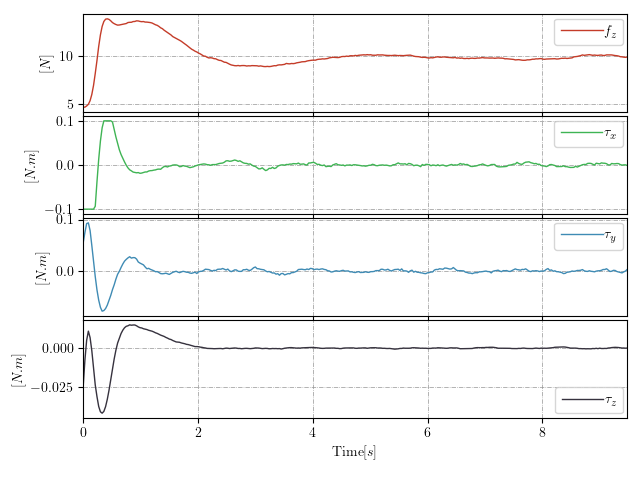 f_z
10
5
[N]
τ_x
0.1
0.0
−0.1
[N.m]
τ_y
0.1
0.0
[N.m]
0.000
−0.025
[N.m]
τ_z
0 2 4 6 8
Time[s]